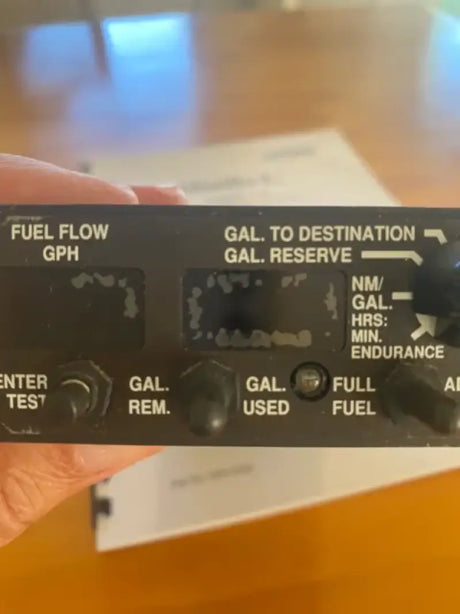 FUEL FLOW
GPH
GAL. TO DESTINATION
GAL. RESERVE
NM/
GAL.
HRS:
MIN.
ENDURANCE
ENTER
TEST
GAL.
REM.
GAL.
USED
FULL
FUEL